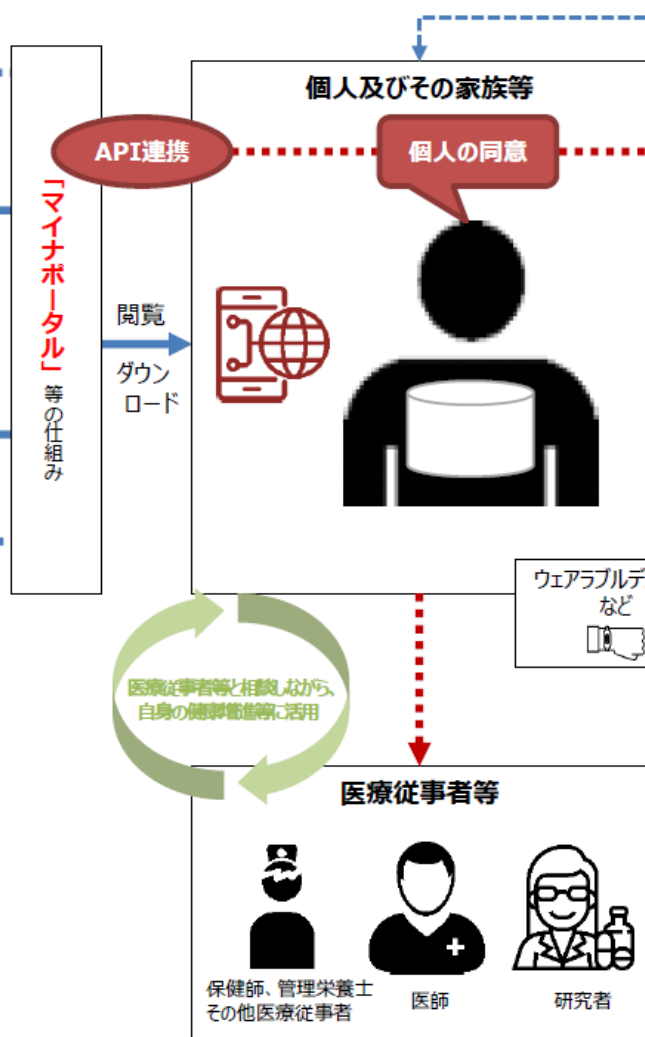 個人及びその家族等
API連携
個人の同意
「マイナポータル」等の仕組み
閲覧
ダウン
ロード
ウェアラブルデ
など
医療従事者等と相談しながら、
自身の健康増進等に活用
医療従事者等
保健師、管理栄養士
その他医療従事者
医師
研究者